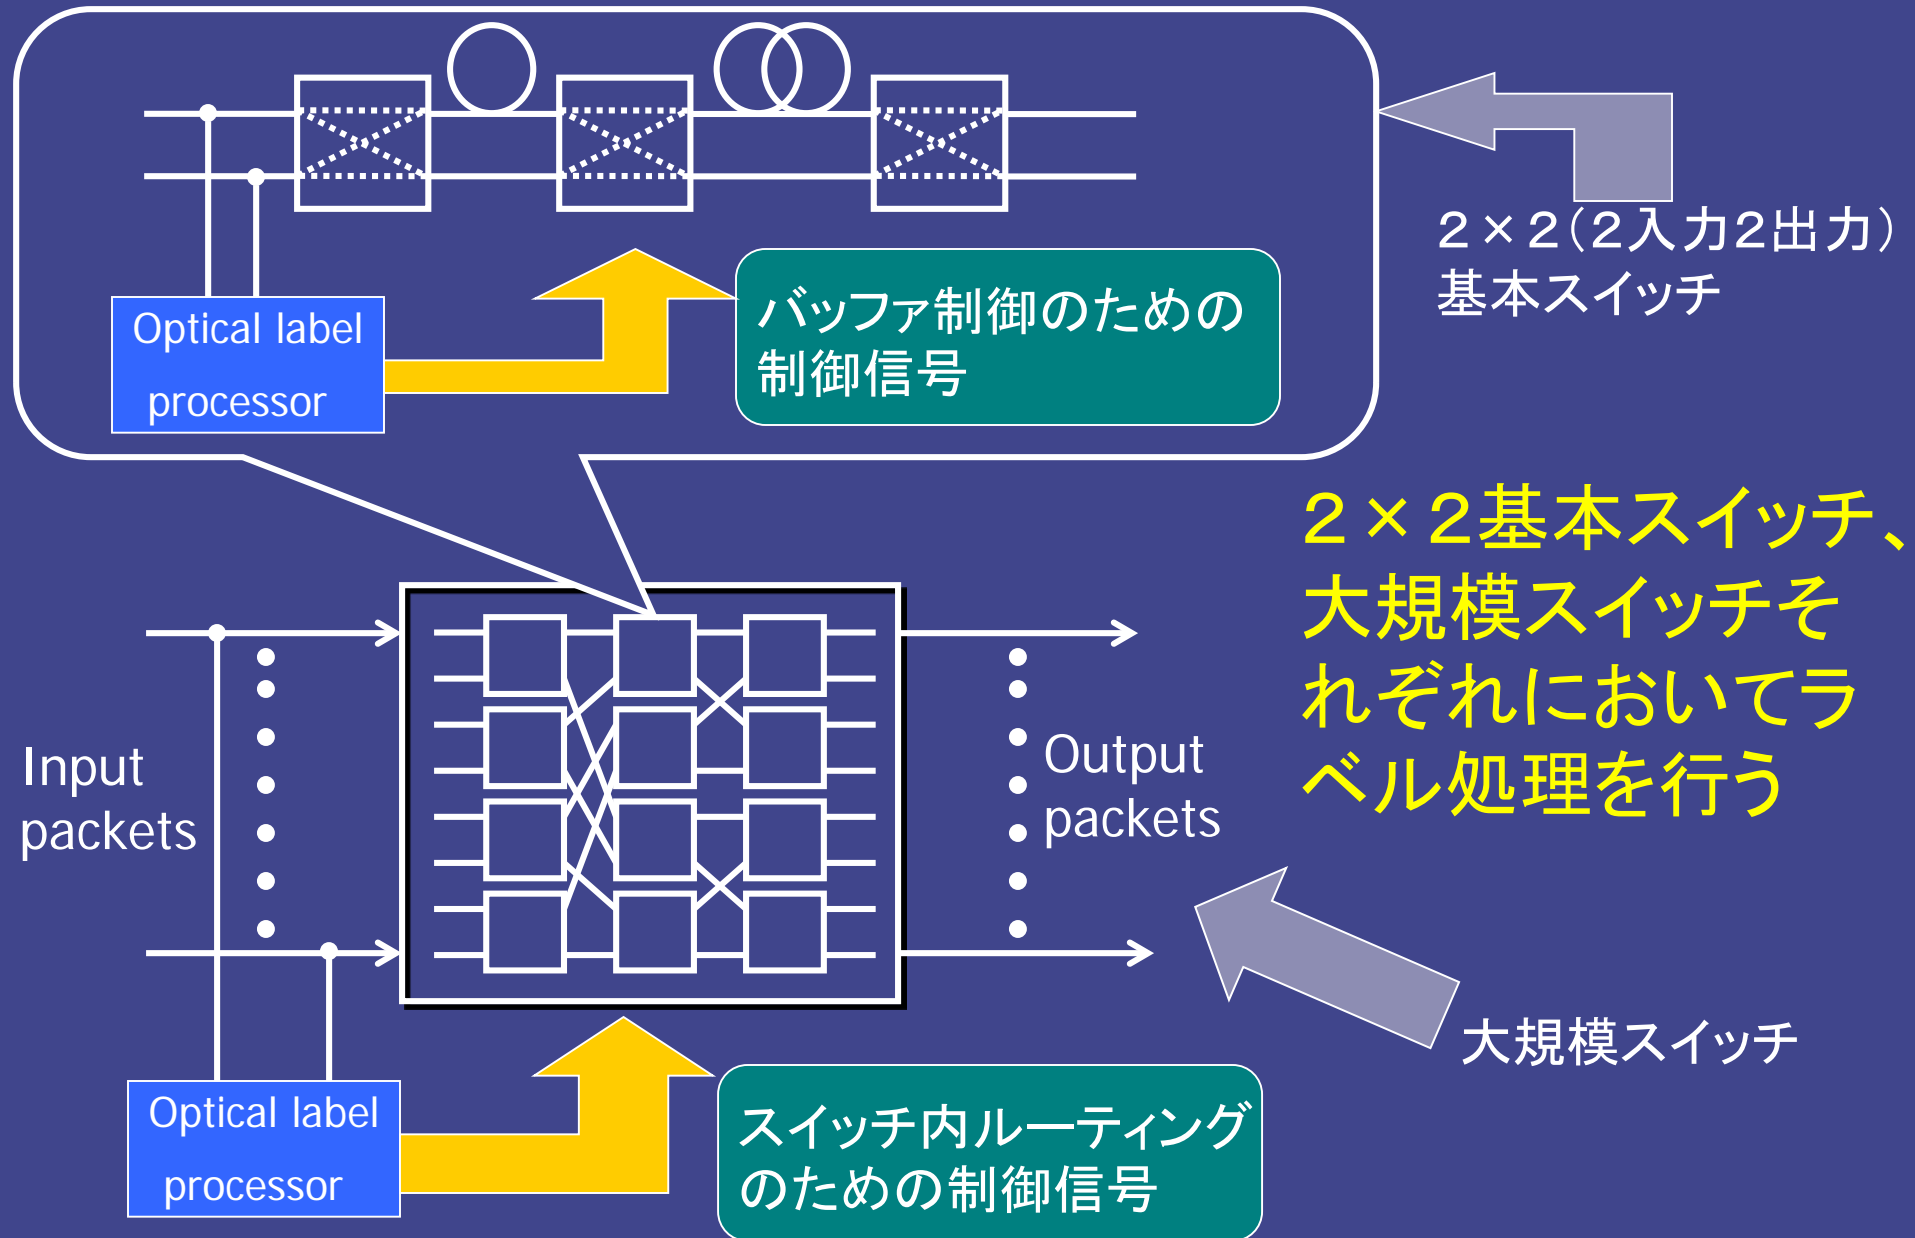 ２×２（２入力２出力）
基本スイッチ
Optical label
processor
バッファ制御のための
制御信号
２×２基本スイッチ、
大規模スイッチそ
れぞれにおいてラ
ベル処理を行う
Input
packets
Output
packets
大規模スイッチ
Optical label
processor
スイッチ内ルーティング
のための制御信号